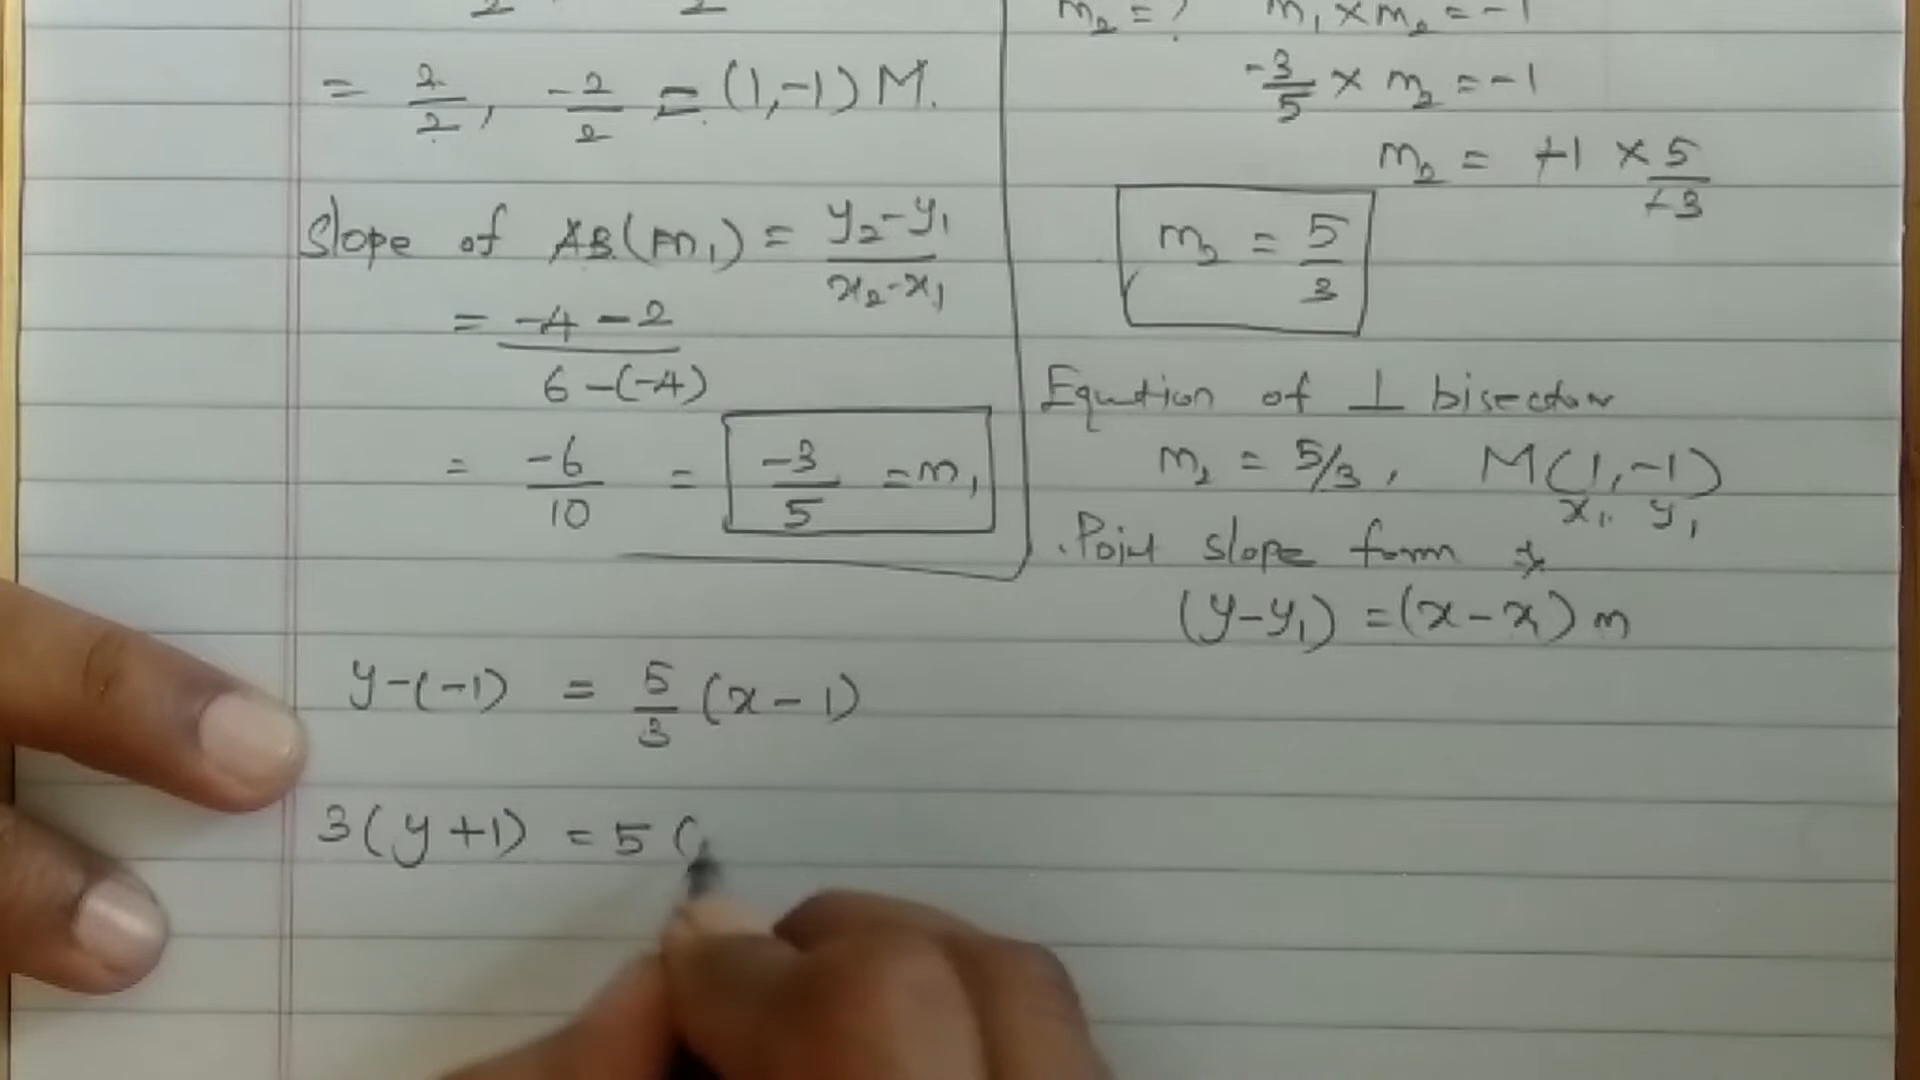 2 2
= 2/2, -2/2 = (1,-1) M.
Slope of AB (m₁) = y₂-y₁/x₂-x₁
= -4-2/6-(-4)
= -6/10 = -3/5 = m₁
m₂ = ? m₁ × m₂ = -1
-3/5 × m₂ = -1
m₂ = +1 × 5/+3
m₂ = 5/3
Equation of ⊥ bisector
m₂ = 5/3, M(1,-1)
x₁ y₁
Point slope form ⇒
(y-y₁) = (x-x₁) m
y-(-1) = 5/3 (x-1)
3(y+1) = 5(